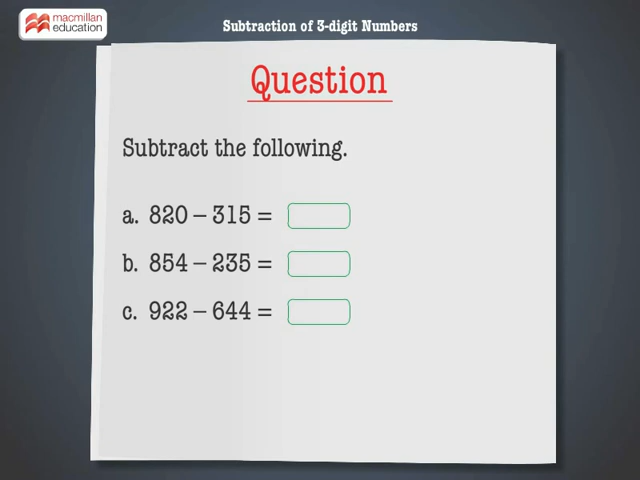 macmillan
education
Subtraction of 3-digit Numbers
Question
Subtract the following.
a. 820 – 315 =
b. 854 – 235 =
c. 922 – 644 =